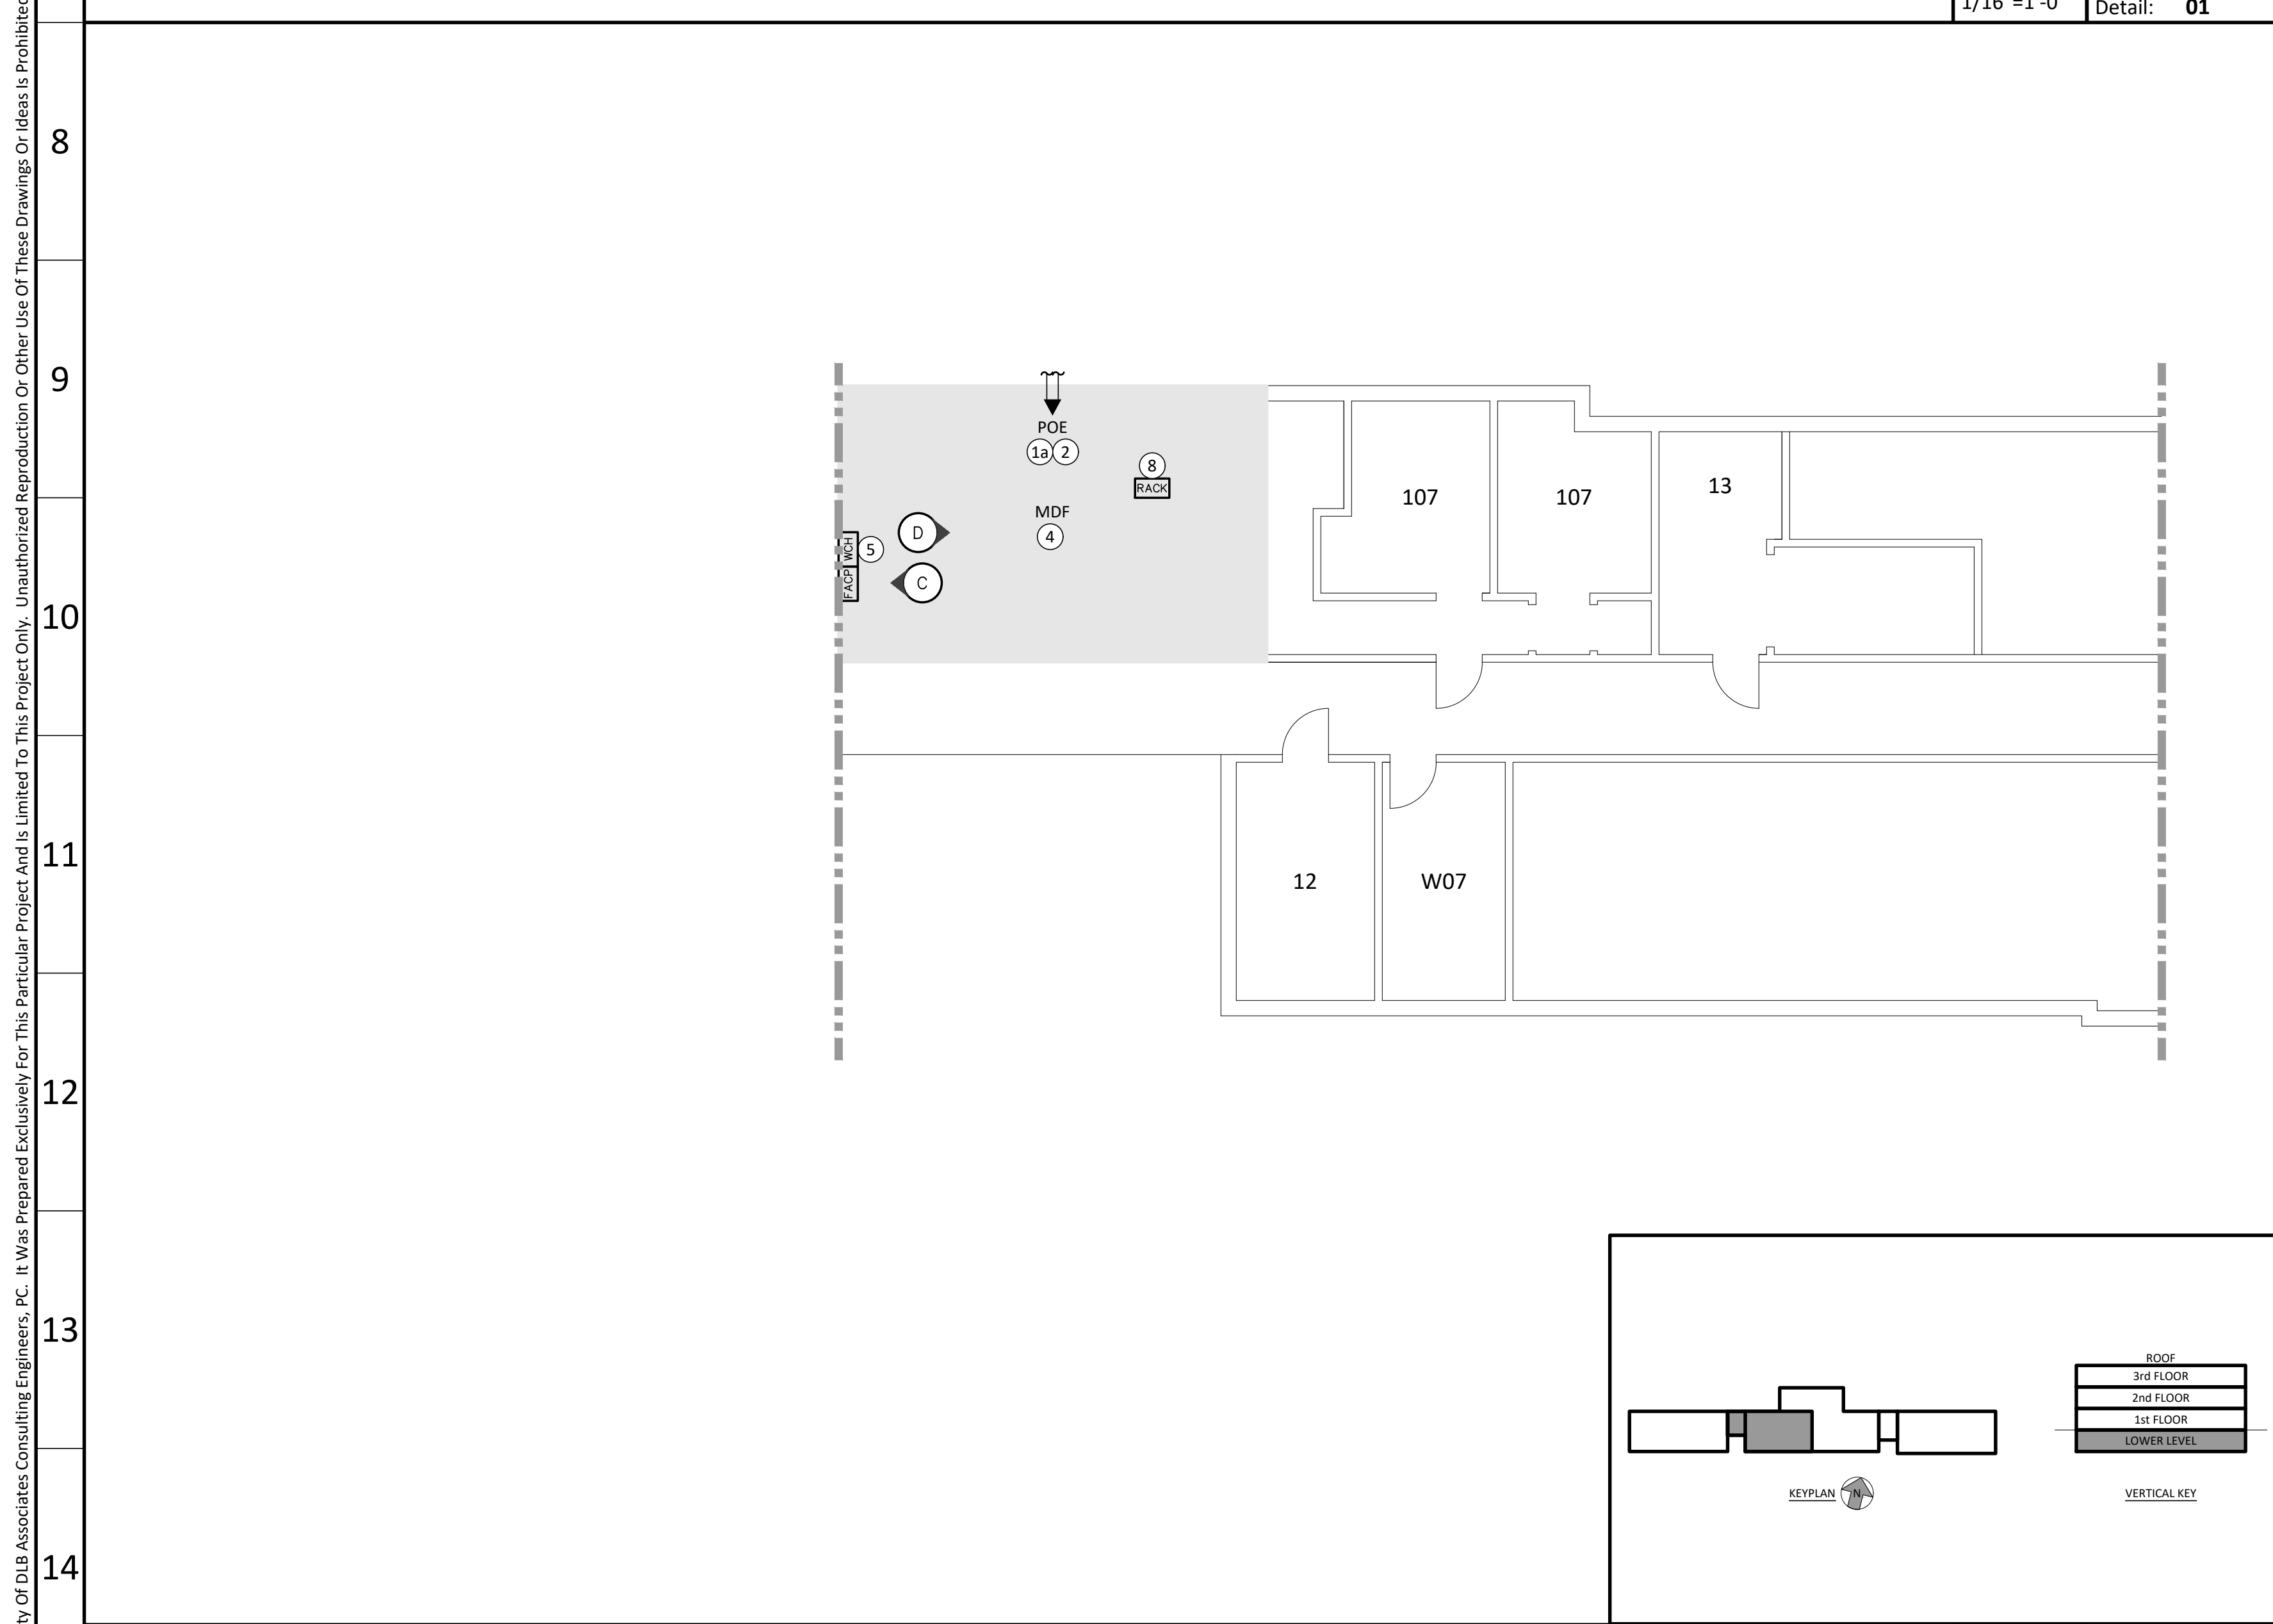 1/16"=1'-0"
Detail: 01
ty Of DLB Associates Consulting Engineers, PC. It Was Prepared Exclusively For This Particular Project And Is Limited To This Project Only. Unauthorized Reproduction Or Other Use Of These Drawings Or Ideas Is Prohibited
8
9
10
11
12
13
14
POE
1a 2
8
RACK
MDF
4
D
WCH
5
FACP
C
107
107
13
12
W07
ROOF
3rd FLOOR
2nd FLOOR
1st FLOOR
LOWER LEVEL
KEYPLAN
N
VERTICAL KEY